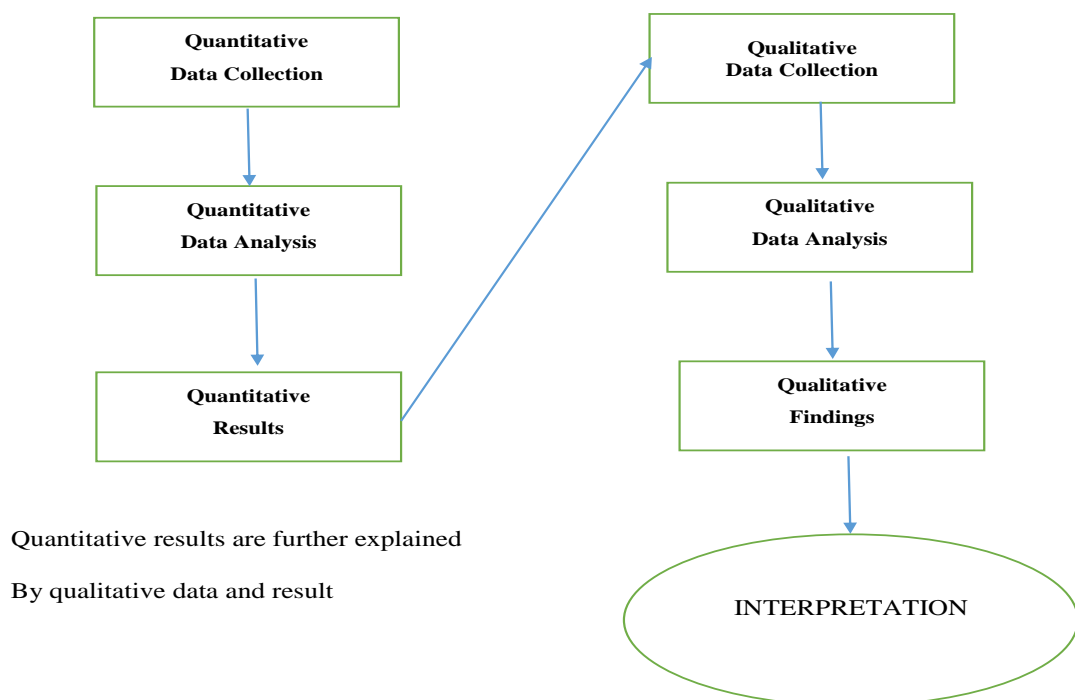 Quantitative
Data Collection
Quantitative
Data Analysis
Quantitative
Results
Quantitative results are further explained
By qualitative data and result
Qualitative
Data Collection
Qualitative
Data Analysis
Qualitative
Findings
INTERPRETATION